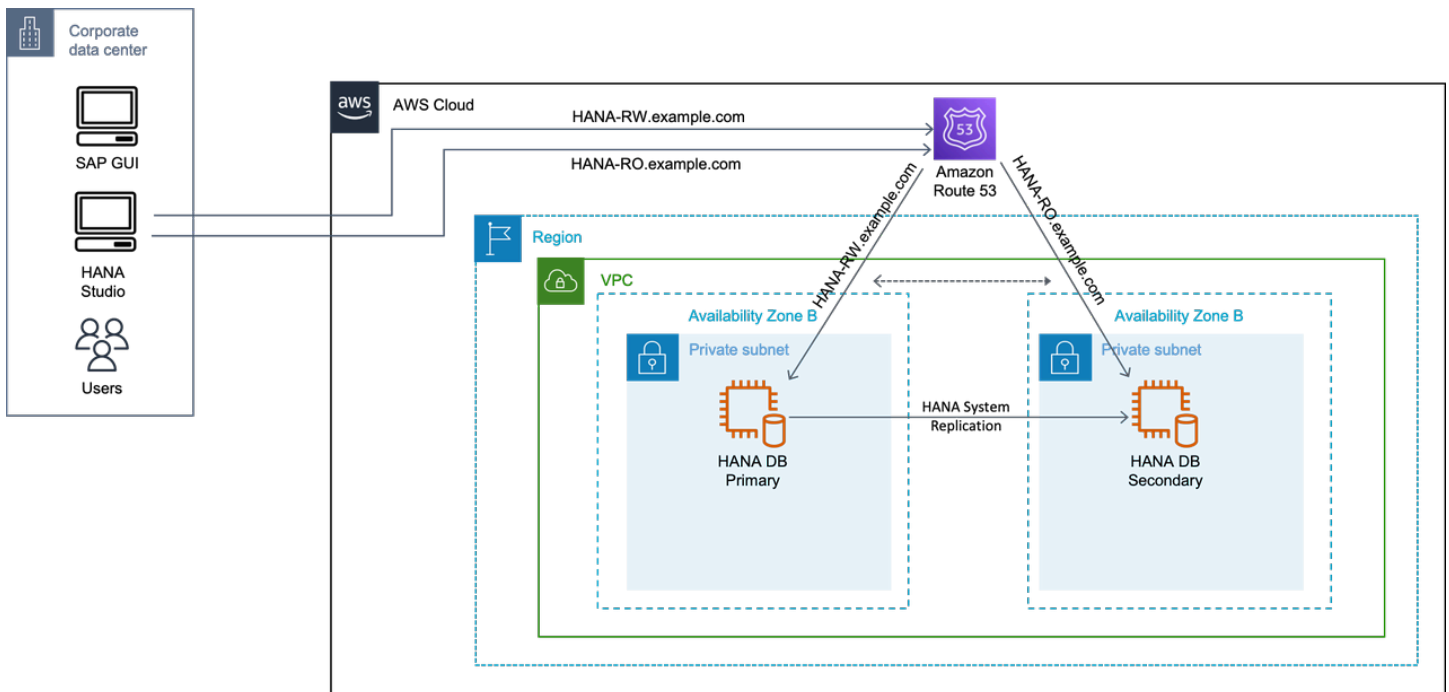 Corporate
data center
SAP GUI
HANA
Studio
Users
aws
AWS Cloud
HANA-RW.example.com
HANA-RO.example.com
53
Amazon
Route 53
HANA-RW.example.com
HANA-RO.example.com
Region
VPC
Availability Zone B
Private subnet
HANA DB
Primary
HANA System
Replication
Availability Zone B
Private subnet
HANA DB
Secondary